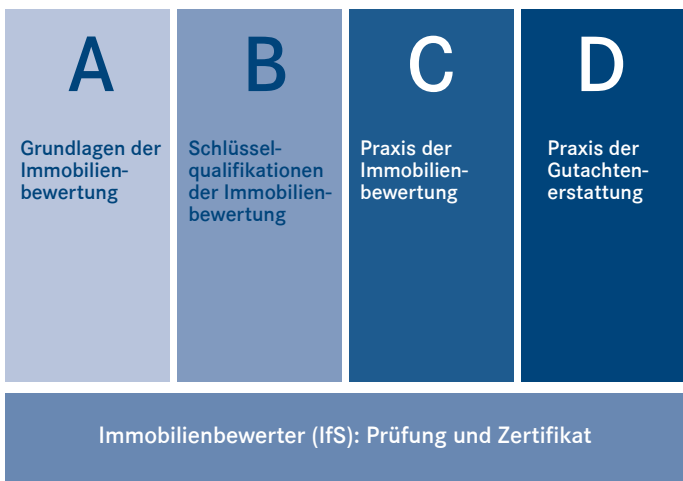 A
Grundlagen der
Immobilien-
bewertung
B
Schlüssel-
qualifikationen
der Immobilien-
bewertung
C
Praxis der
Immobilien-
bewertung
D
Praxis der
Gutachten-
erstattung
Immobilienbewerter (IfS): Prüfung und Zertifikat